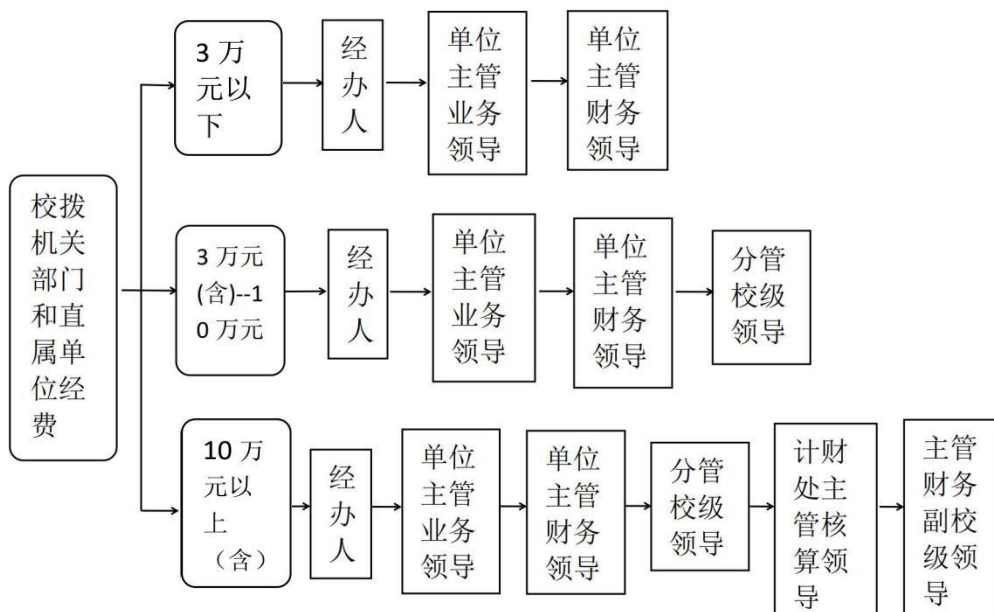 校拨
机关
部门
和直
属单
位经
费
3 万
元以
下
经
办
人
单位
主管
业务
领导
单位
主管
财务
领导
3 万元
(含)--1
0 万元
经
办
人
单位
主管
业务
领导
单位
主管
财务
领导
分管
校级
领导
10 万
元以
上
（含）
经
办
人
单位
主管
业务
领导
单位
主管
财务
领导
分管
校级
领导
计财
处主
管核
算领
导
主管
财务
副校
级领
导